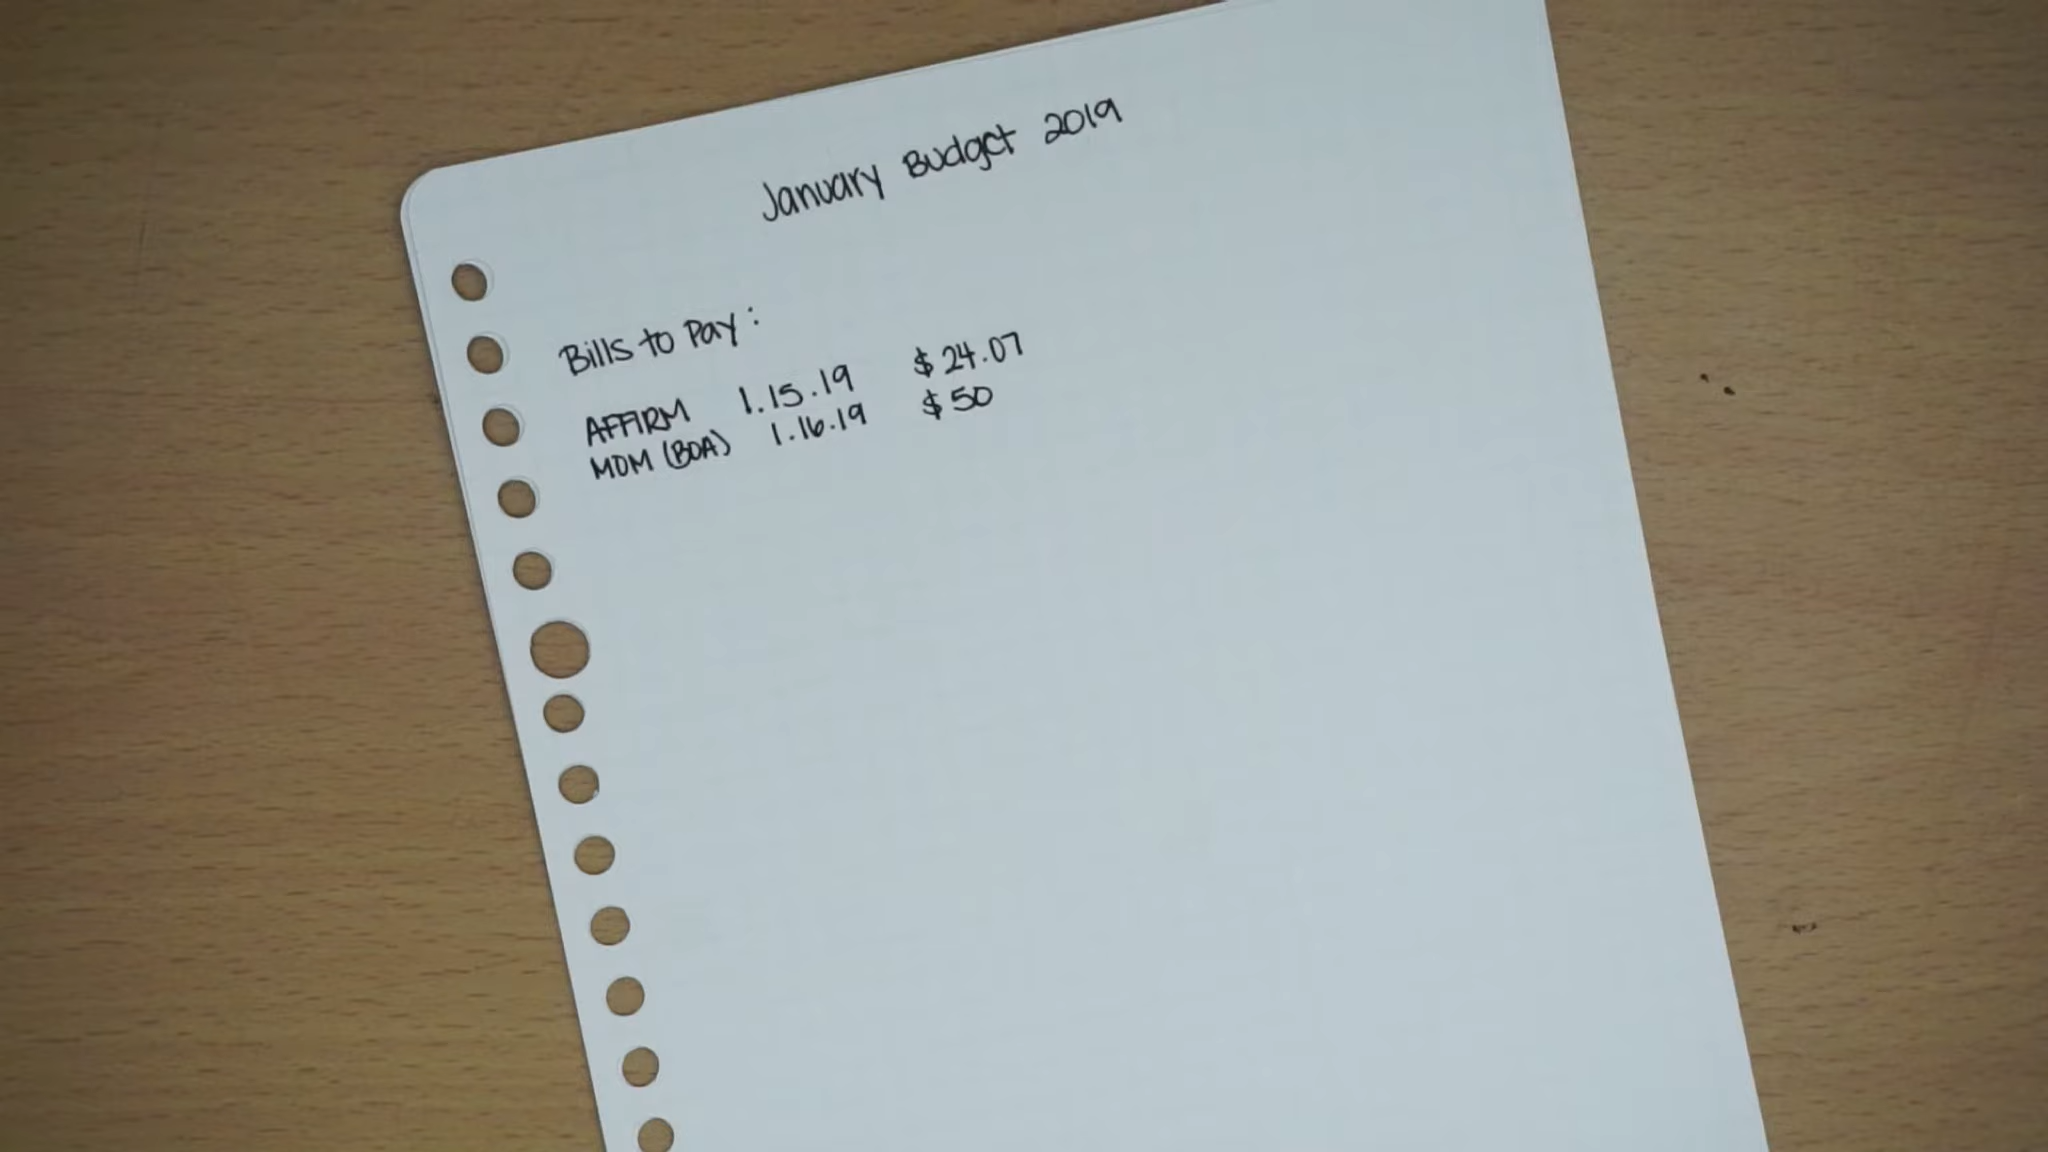 January Budget 2019
Bills to Pay:
AFFIRM 1.15.19 $24.07
MOM (BOA) 1.16.19 $50